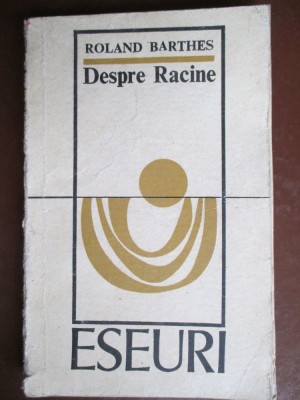 ROLAND BARTHES
Despre Racine
ESEURI